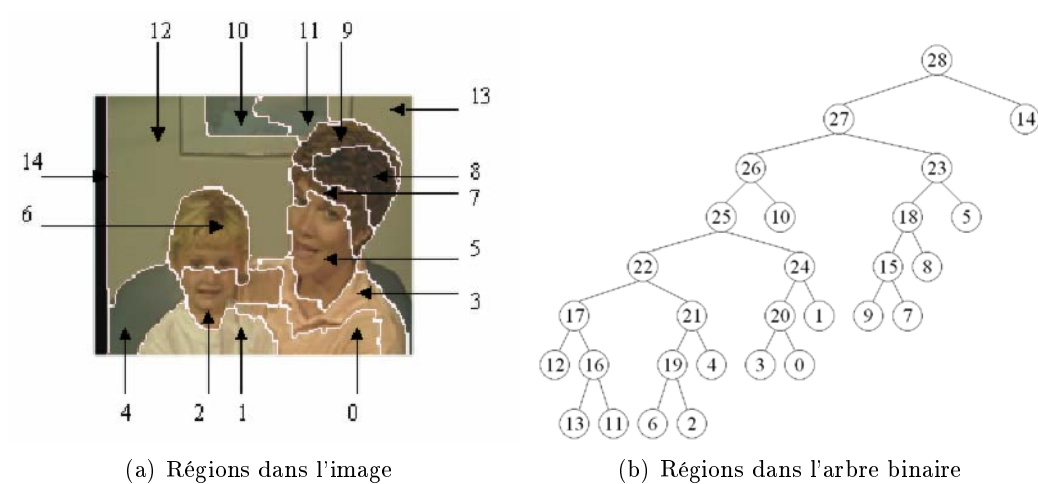 12 10 11 9
13
14
8
7
6
5
3
4 2 1 0
28
27 14
26 23
25 10 18 5
22 24 15 8
17 21 20 1 9 7
12 16 19 4 3 0
13 11 6 2
(a) Régions dans l'image
(b) Régions dans l'arbre binaire